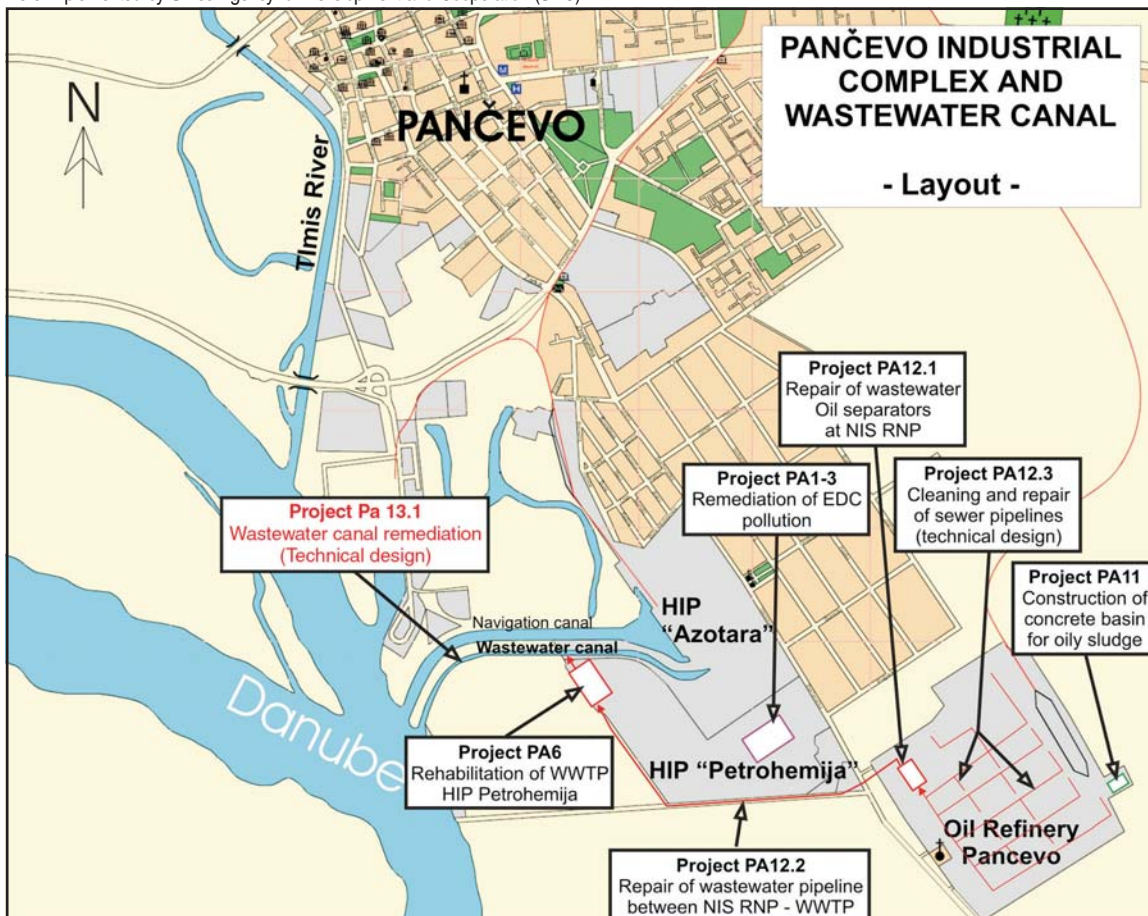 PANČEVO INDUSTRIAL
COMPLEX AND
WASTEWATER CANAL
- Layout -
N
PANČEVO
TImis River
Project PA12.1
Repair of wastewater
Oil separators
at NIS RNP
Project PA1-3
Remediation of EDC
pollution
Project PA12.3
Cleaning and repair
of sewer pipelines
(technical design)
Project Pa 13.1
Wastewater canal remediation
(Technical design)
Project PA11
Construction of
concrete basin
for oily sludge
HIP
"Azotara"
Navigation canal
Wastewater canal
Danube
Project PA6
Rehabilitation of WWTP
HIP Petrohemija
HIP "Petrohemija"
Oil Refinery
Pancevo
Project PA12.2
Repair of wastewater pipeline
between NIS RNP - WWTP